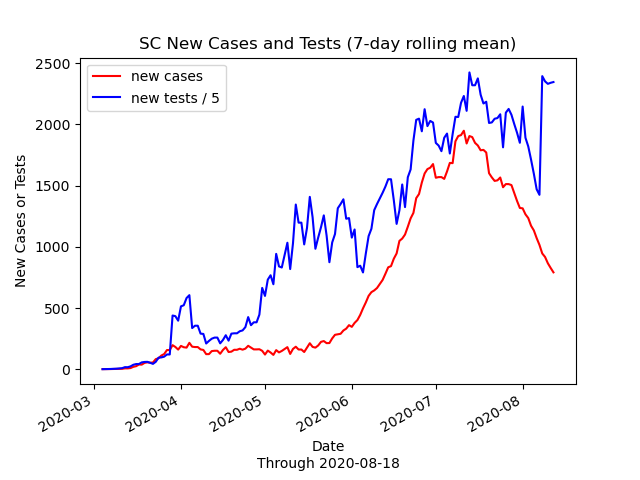 SC New Cases and Tests (7-day rolling mean)
new cases
new tests / 5
New Cases or Tests
2500
2000
1500
1000
500
0
2020-03
2020-04
2020-05
2020-06
2020-07
2020-08
Date
Through 2020-08-18